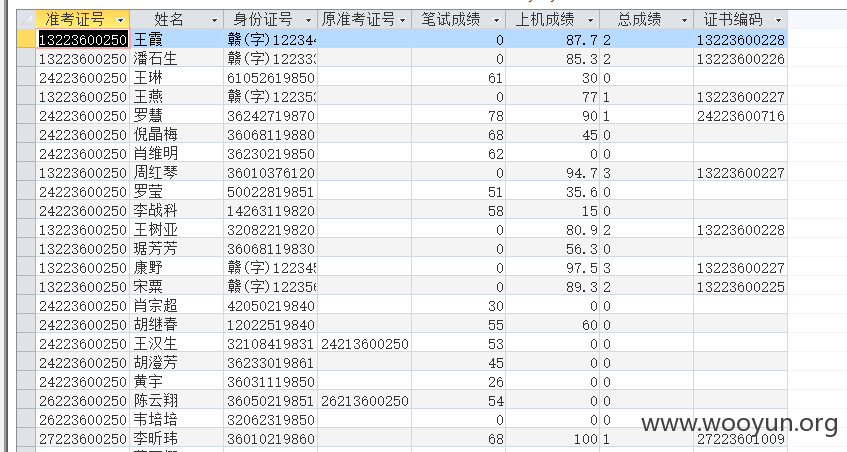 准考证号 姓名 身份证号 原准考证号 笔试成绩 上机成绩 总成绩 证书编码
13223600250 王霞 赣(字)122344 0 87.7 2 13223600228
13223600250 潘石生 赣(字)122333 0 85.3 2 13223600226
24223600250 王琳 61052619850 61 30 0
13223600250 王燕 赣(字)122353 0 77 1 13223600227
24223600250 罗慧 36242719870 78 90 1 24223600716
24223600250 倪晶梅 36068119880 68 45 0
24223600250 肖维明 36230219850 62 0 0
13223600250 周红琴 36010376120 0 94.7 3 13223600227
24223600250 罗莹 50022819851 51 35.6 0
24223600250 李战科 14263119820 58 15 0
13223600250 王树亚 32082219820 0 80.9 2 13223600228
13223600250 琚芳芳 36068119830 0 56.3 0
13223600250 康野 赣(字)122345 0 97.5 3 13223600227
13223600250 宋粟 赣(字)122356 0 89.3 2 13223600225
24223600250 肖宗超 42050219840 30 0 0
24223600250 胡继春 12022519840 55 60 0
24223600250 王汉生 32108419831 24213600250 53 0 0
24223600250 胡澄芳 36233019861 45 0 0
24223600250 黄宇 36031119850 26 0 0
26223600250 陈云翔 36050219851 26213600250 54 0 0
26223600250 韦培培 32062319850 0 0 0
27223600250 李昕玮 36010219860 68 100 1 27223601009
www.wooyun.org